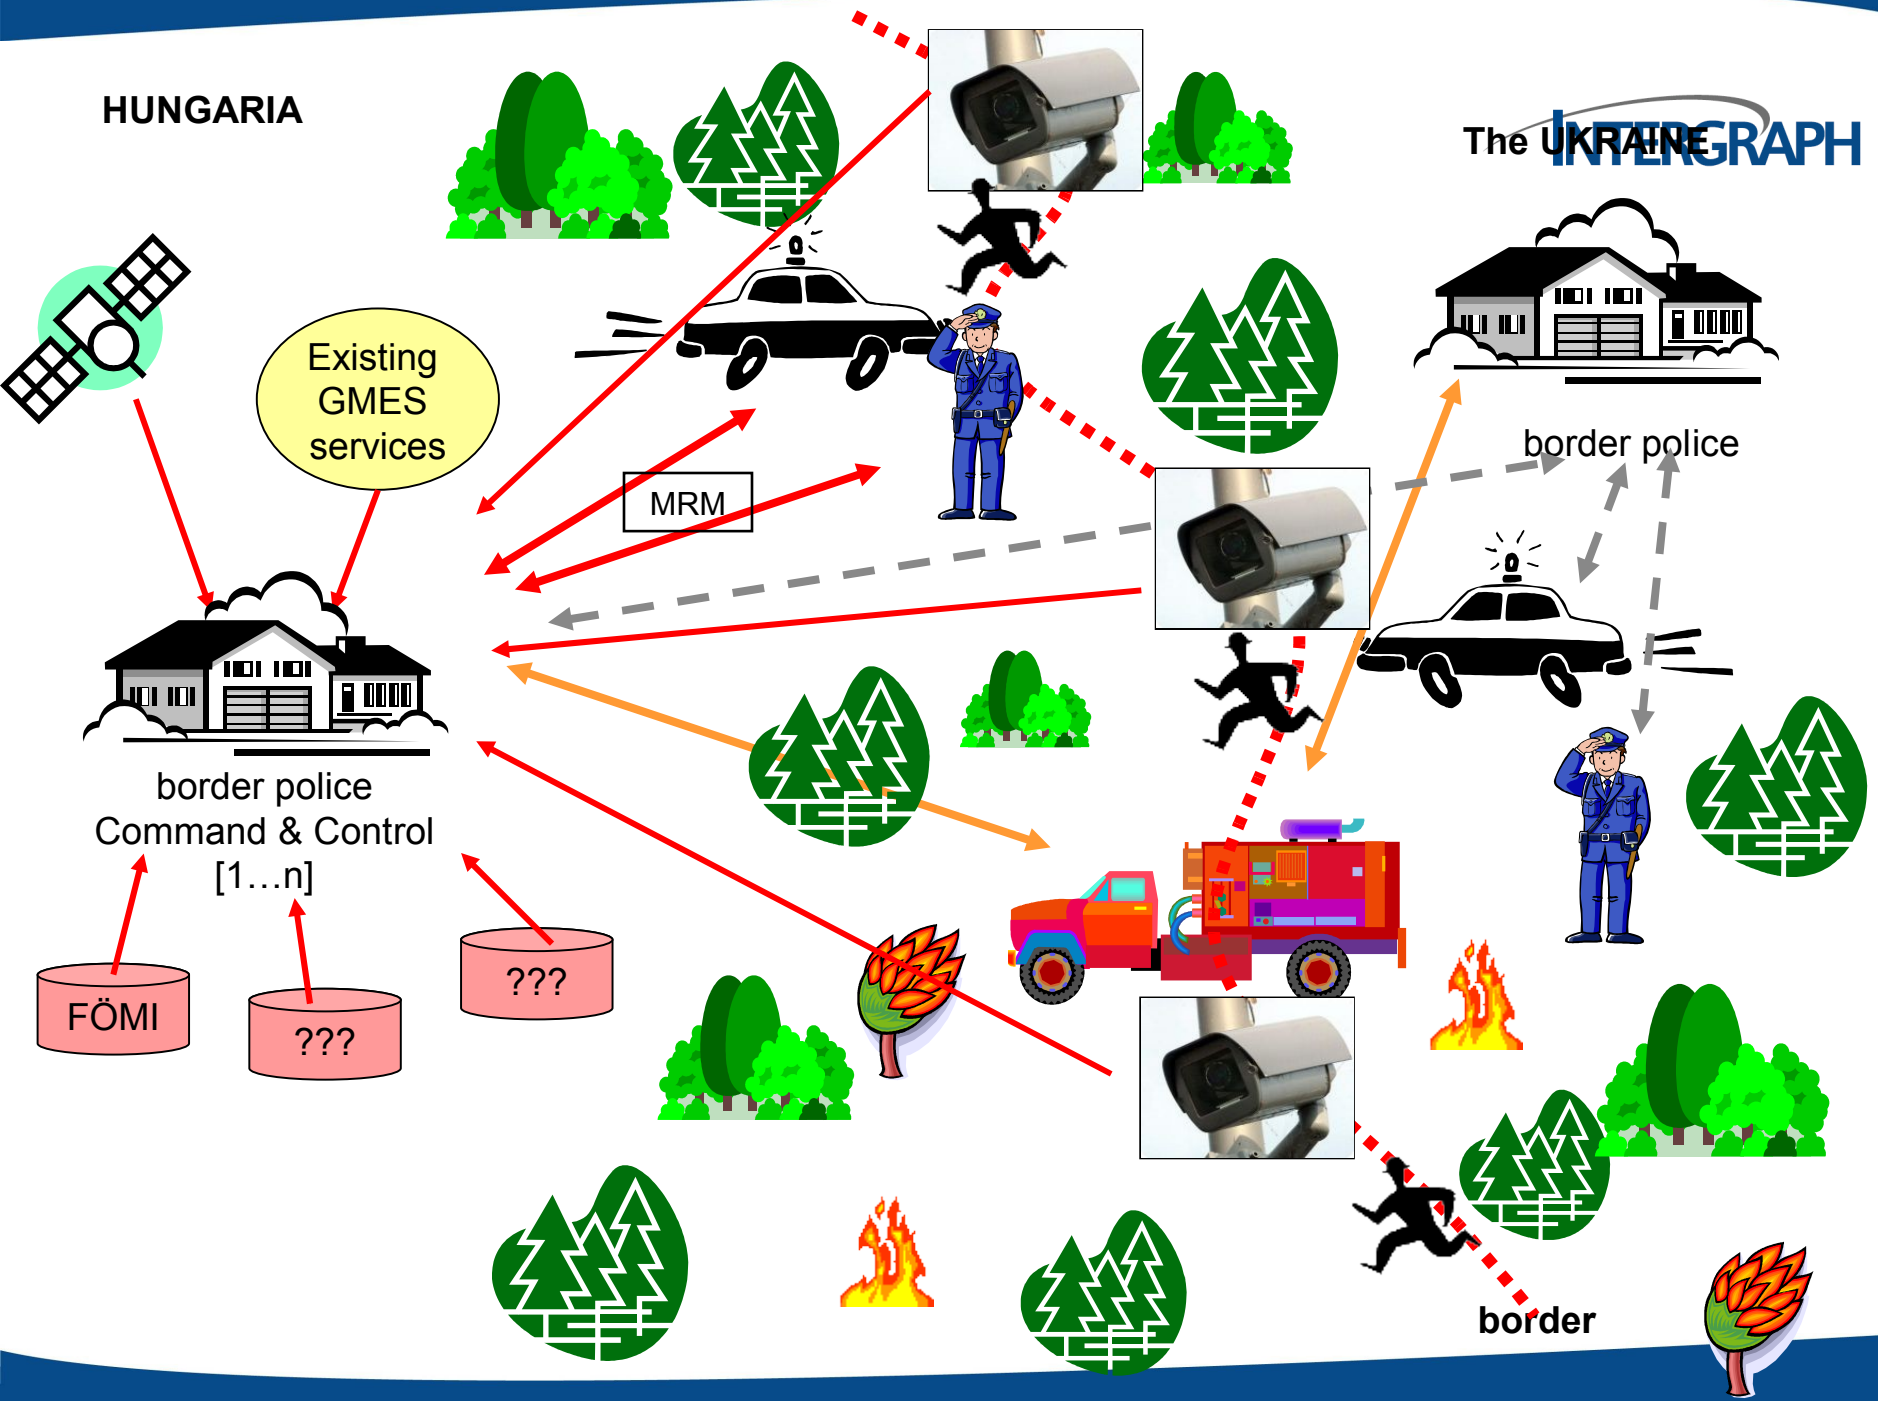 HUNGARIA
The UKRAINE
INTERGRAPH
Existing
GMES
services
border police
MRM
border police
Command & Control
[1…n]
FÖMI
???
???
border